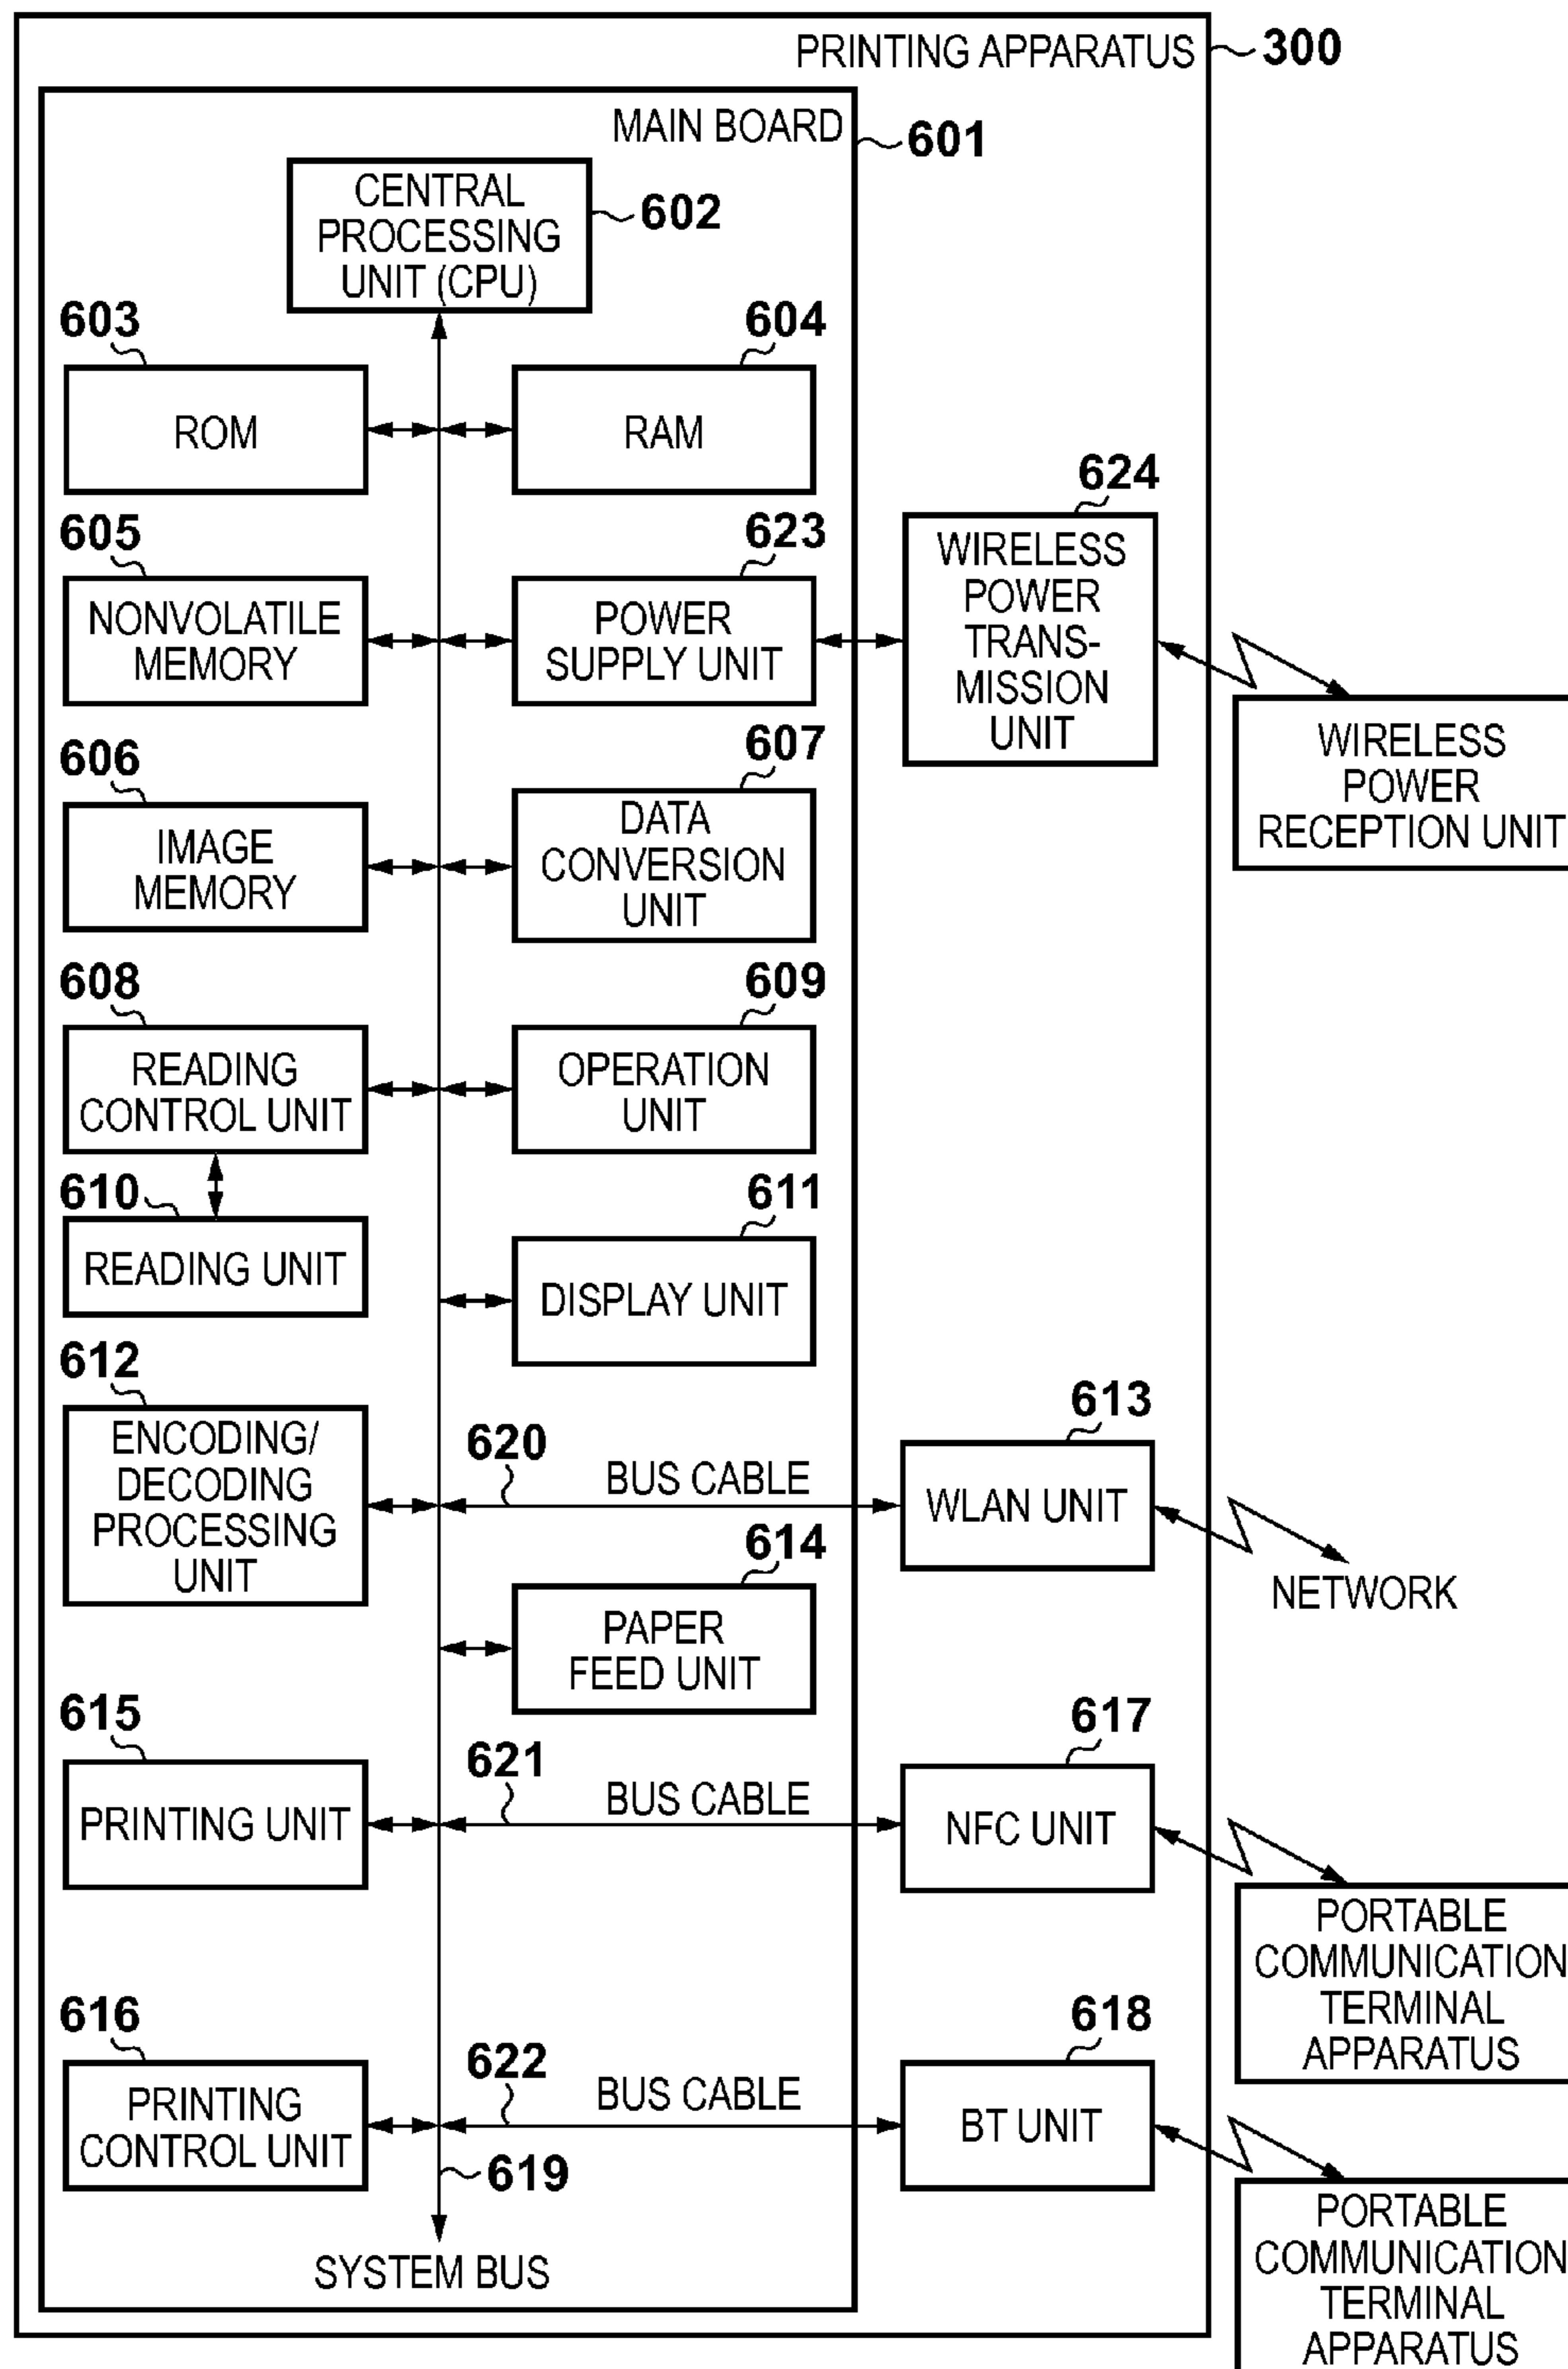 PRINTING APPARATUS
300
MAIN BOARD
601
CENTRAL
PROCESSING
UNIT (CPU)
602
603
ROM
604
RAM
605
NONVOLATILE
MEMORY
623
POWER
SUPPLY UNIT
624
WIRELESS
POWER
TRANS-
MISSION
UNIT
WIRELESS
POWER
RECEPTION UNIT
606
IMAGE
MEMORY
607
DATA
CONVERSION
UNIT
608
READING
CONTROL UNIT
609
OPERATION
UNIT
610
READING UNIT
611
DISPLAY UNIT
612
ENCODING/
DECODING
PROCESSING
UNIT
620
BUS CABLE
613
WLAN UNIT
NETWORK
614
PAPER
FEED UNIT
615
PRINTING UNIT
621
BUS CABLE
617
NFC UNIT
PORTABLE
COMMUNICATION
TERMINAL
APPARATUS
616
PRINTING
CONTROL UNIT
622
BUS CABLE
618
BT UNIT
PORTABLE
COMMUNICATION
TERMINAL
APPARATUS
619
SYSTEM BUS